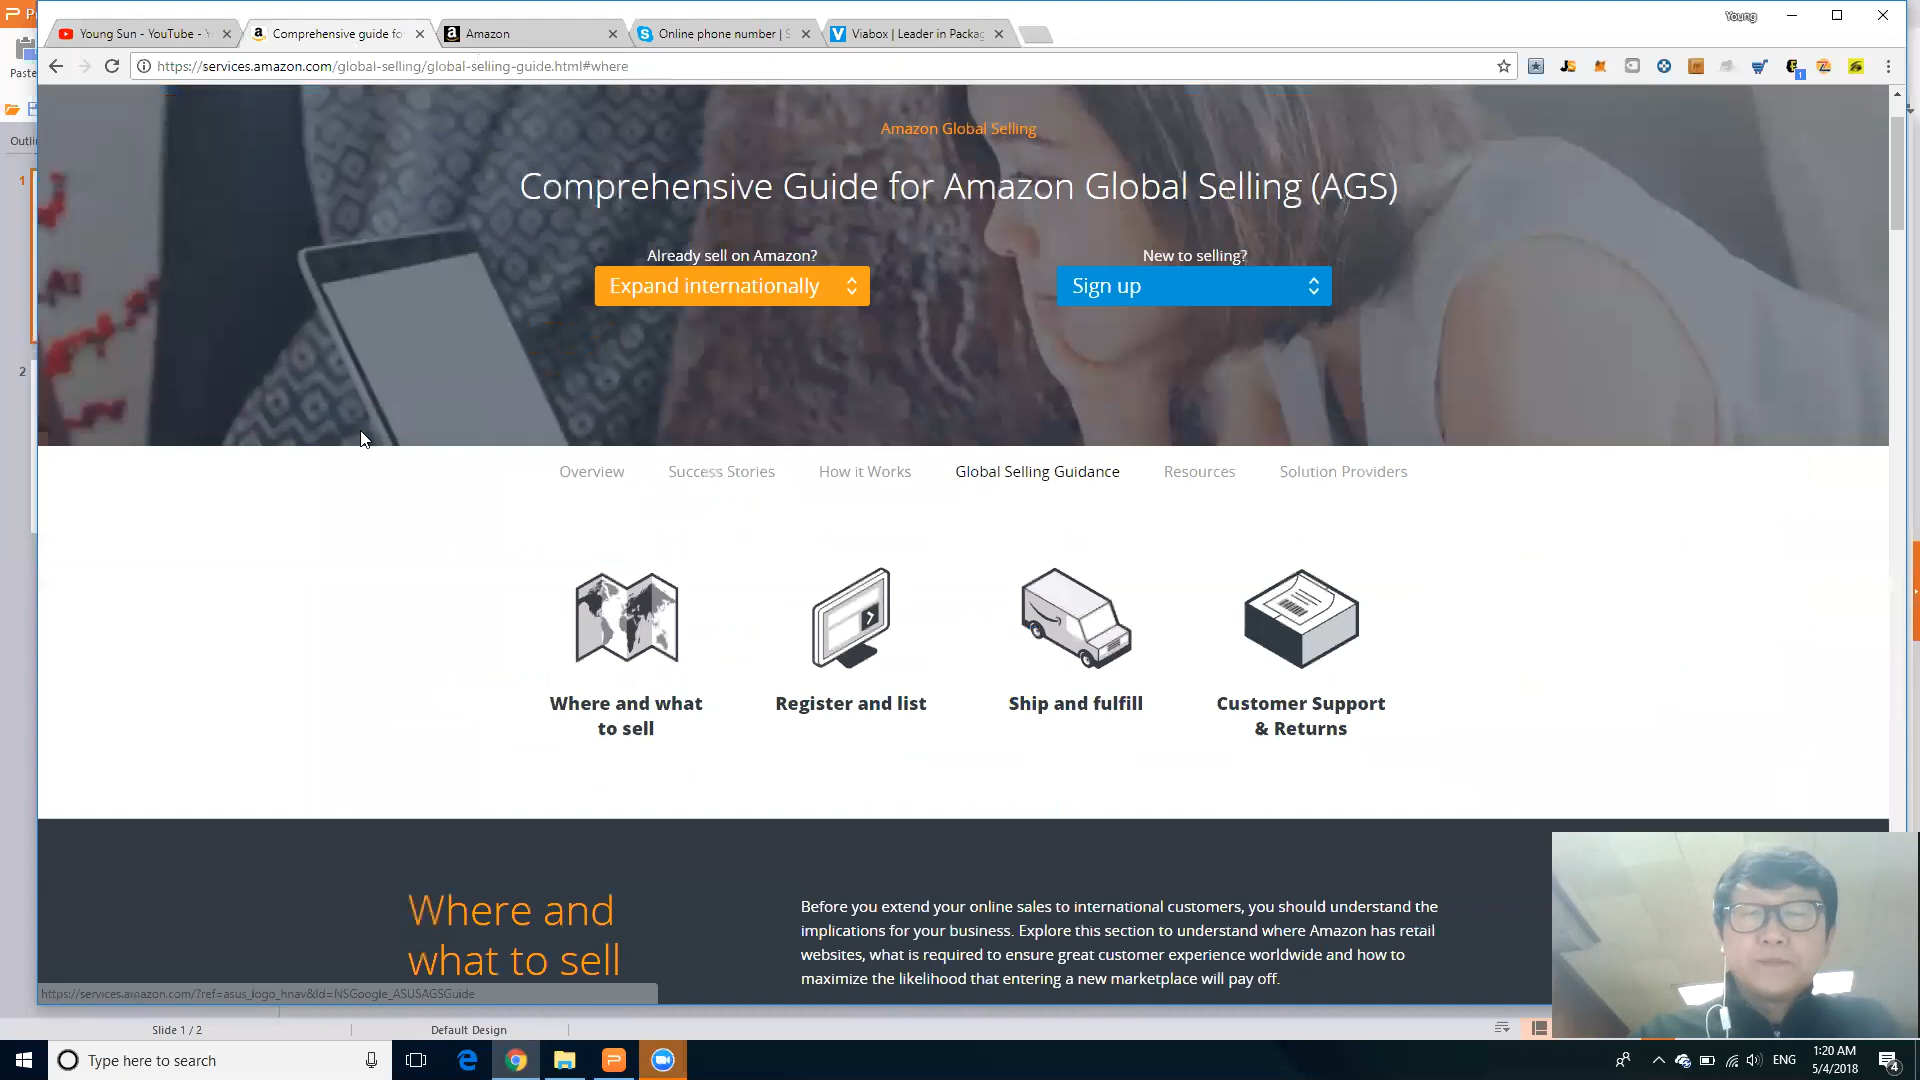 Young
Young Sun - YouTube - Y
Comprehensive guide fo
Amazon
Online phone number | S
Viabox | Leader in Packag
https://services.amazon.com/global-selling/global-selling-guide.html#where
Paste
Outli
1
2
Amazon Global Selling
Comprehensive Guide for Amazon Global Selling (AGS)
Already sell on Amazon?
New to selling?
Expand internationally
Sign up
Overview
Success Stories
How it Works
Global Selling Guidance
Resources
Solution Providers
Where and what
to sell
Register and list
Ship and fulfill
Customer Support
& Returns
Where and
what to sell
Before you extend your online sales to international customers, you should understand the
implications for your business. Explore this section to understand where Amazon has retail
websites, what is required to ensure great customer experience worldwide and how to
maximize the likelihood that entering a new marketplace will pay off.
https://services.amazon.com/?ref=asus_logo_hnav&ld=NSGoogle_ASUSAGSGuide
Slide 1 / 2
Default Design
Type here to search
ENG
1:20 AM
5/4/2018
4